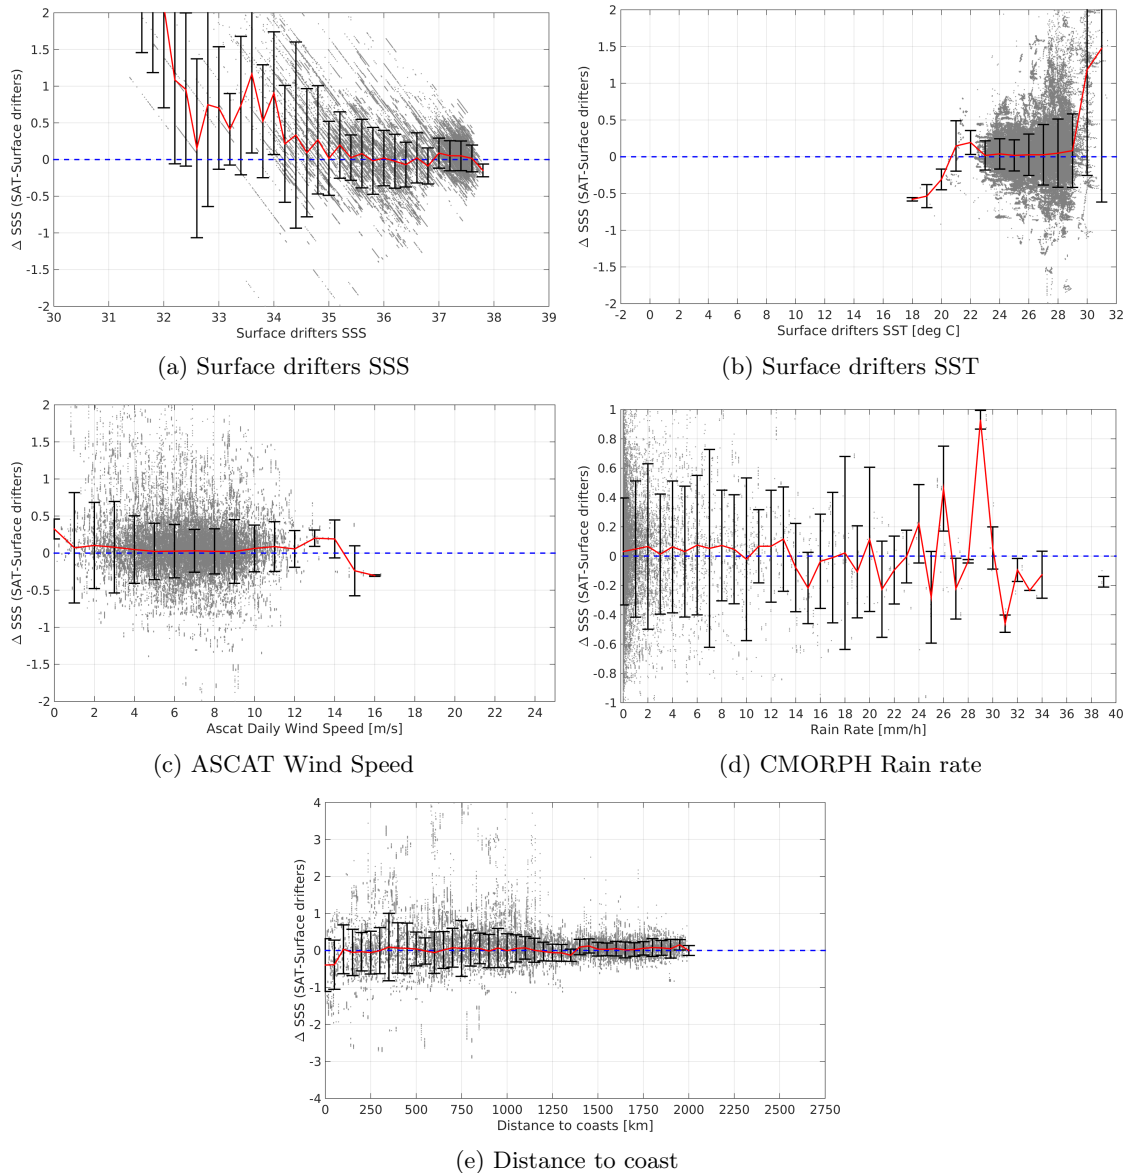 Δ SSS (SAT-Surface drifters)
2
1.5
1
0.5
0
-0.5
-1
-1.5
-2
30 31 32 33 34 35 36 37 38 39
Surface drifters SSS
(a) Surface drifters SSS
Δ SSS (SAT-Surface drifters)
2
1.5
1
0.5
0
-0.5
-1
-1.5
-2
-2 0 2 4 6 8 10 12 14 16 18 20 22 24 26 28 30 32
Surface drifters SST [deg C]
(b) Surface drifters SST
Δ SSS (SAT-Surface drifters)
2
1.5
1
0.5
0
-0.5
-1
-1.5
-2
0 2 4 6 8 10 12 14 16 18 20 22 24
Ascat Daily Wind Speed [m/s]
(c) ASCAT Wind Speed
Δ SSS (SAT-Surface drifters)
1
0.8
0.6
0.4
0.2
0
-0.2
-0.4
-0.6
-0.8
-1
0 2 4 6 8 10 12 14 16 18 20 22 24 26 28 30 32 34 36 38 40
Rain Rate [mm/h]
(d) CMORPH Rain rate
Δ SSS (SAT-Surface drifters)
4
3
2
1
0
-1
-2
-3
-4
0 250 500 750 1000 1250 1500 1750 2000 2250 2500 2750
Distance to coasts [km]
(e) Distance to coast